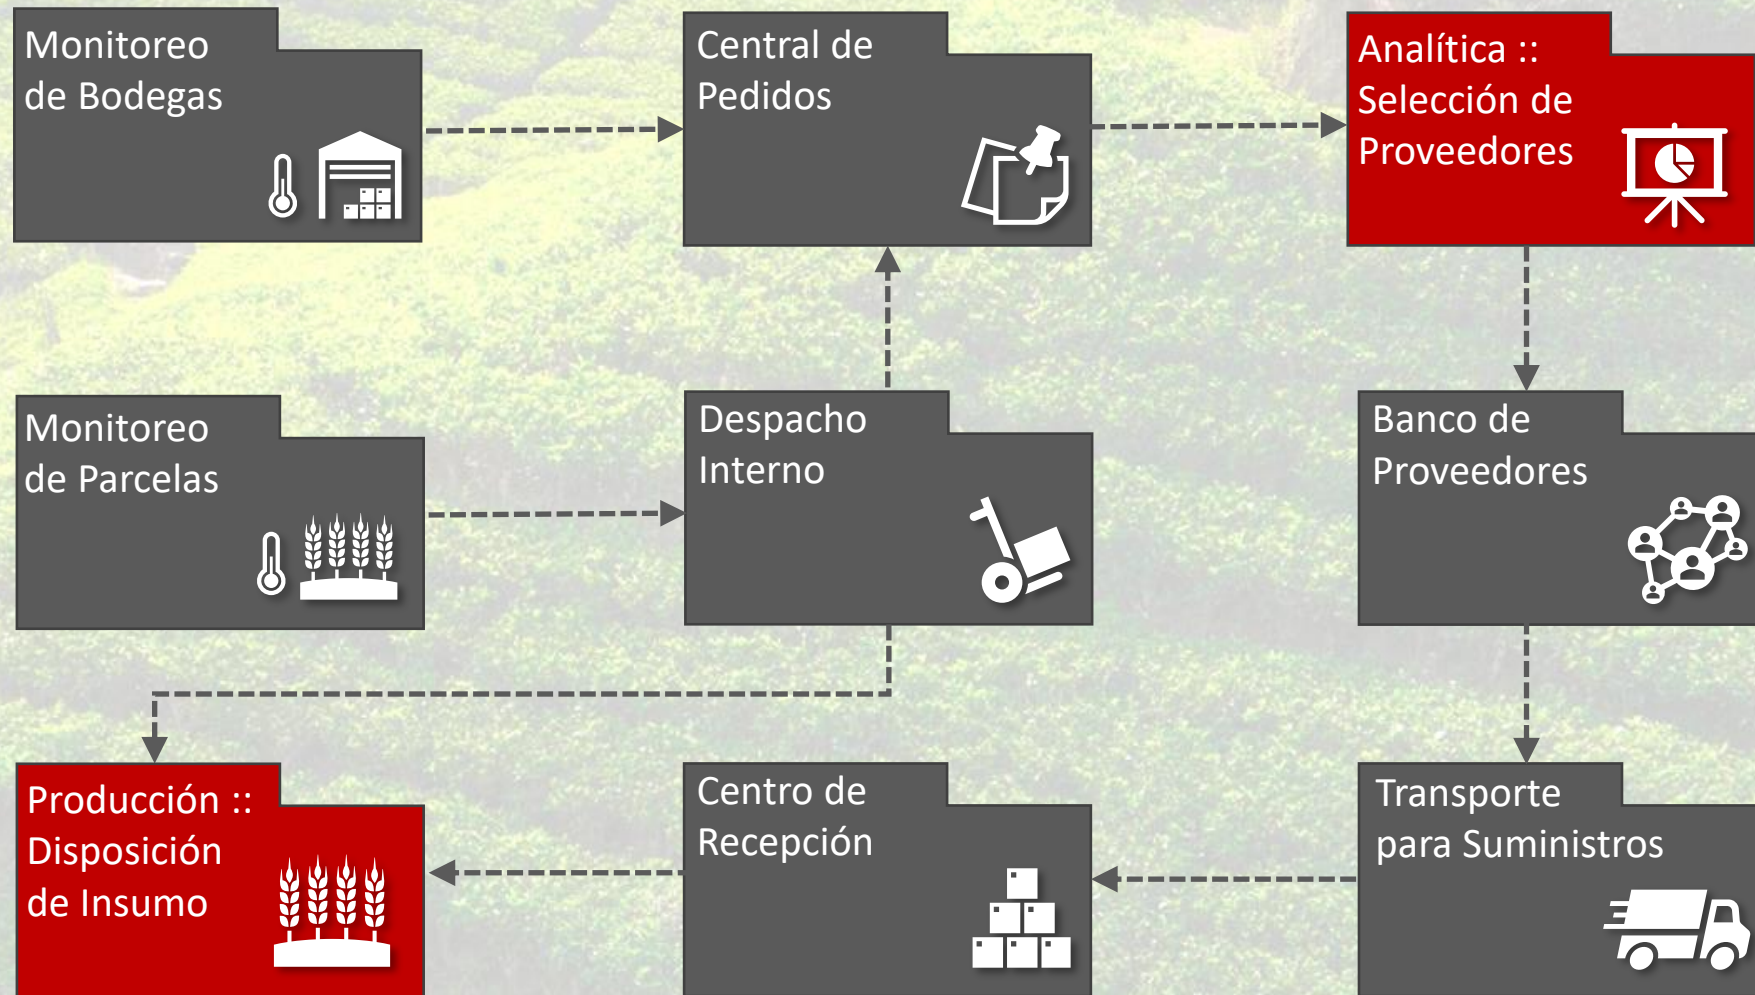 Monitoreo
de Bodegas
Central de
Pedidos
Analítica ::
Selección de
Proveedores
Monitoreo
de Parcelas
Despacho
Interno
Banco de
Proveedores
Producción ::
Disposición
de Insumo
Centro de
Recepción
Transporte
para Suministros